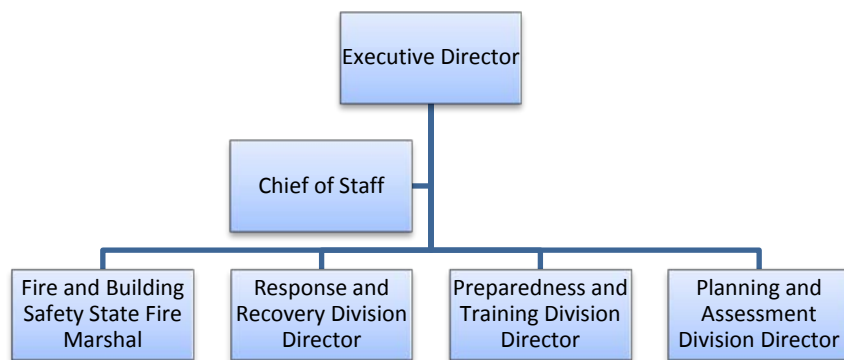 Executive Director
Chief of Staff
Fire and Building
Safety State Fire
Marshal
Response and
Recovery Division
Director
Preparedness and
Training Division
Director
Planning and
Assessment
Division Director